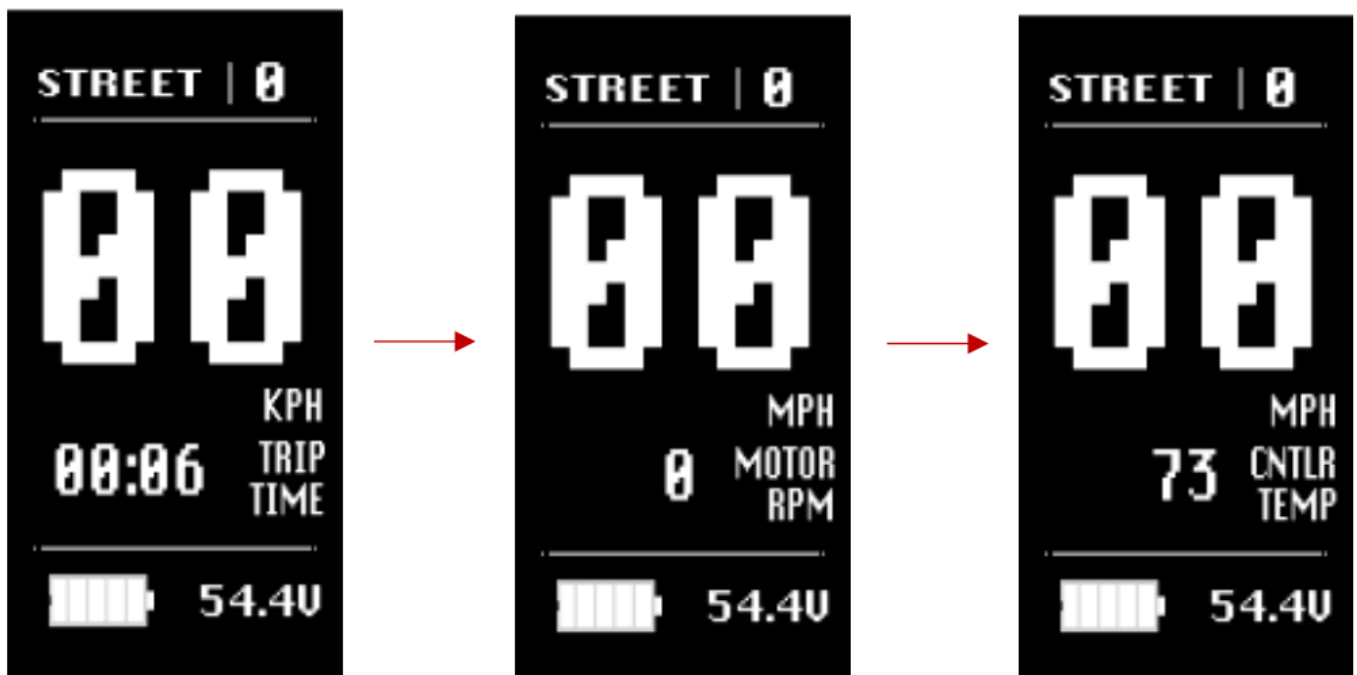 STREET | 0
00
KPH
00:06 TRIP TIME
54.4V
STREET | 0
00
MPH
0 MOTOR RPM
54.4V
STREET | 0
00
MPH
73 CNTLR TEMP
54.4V